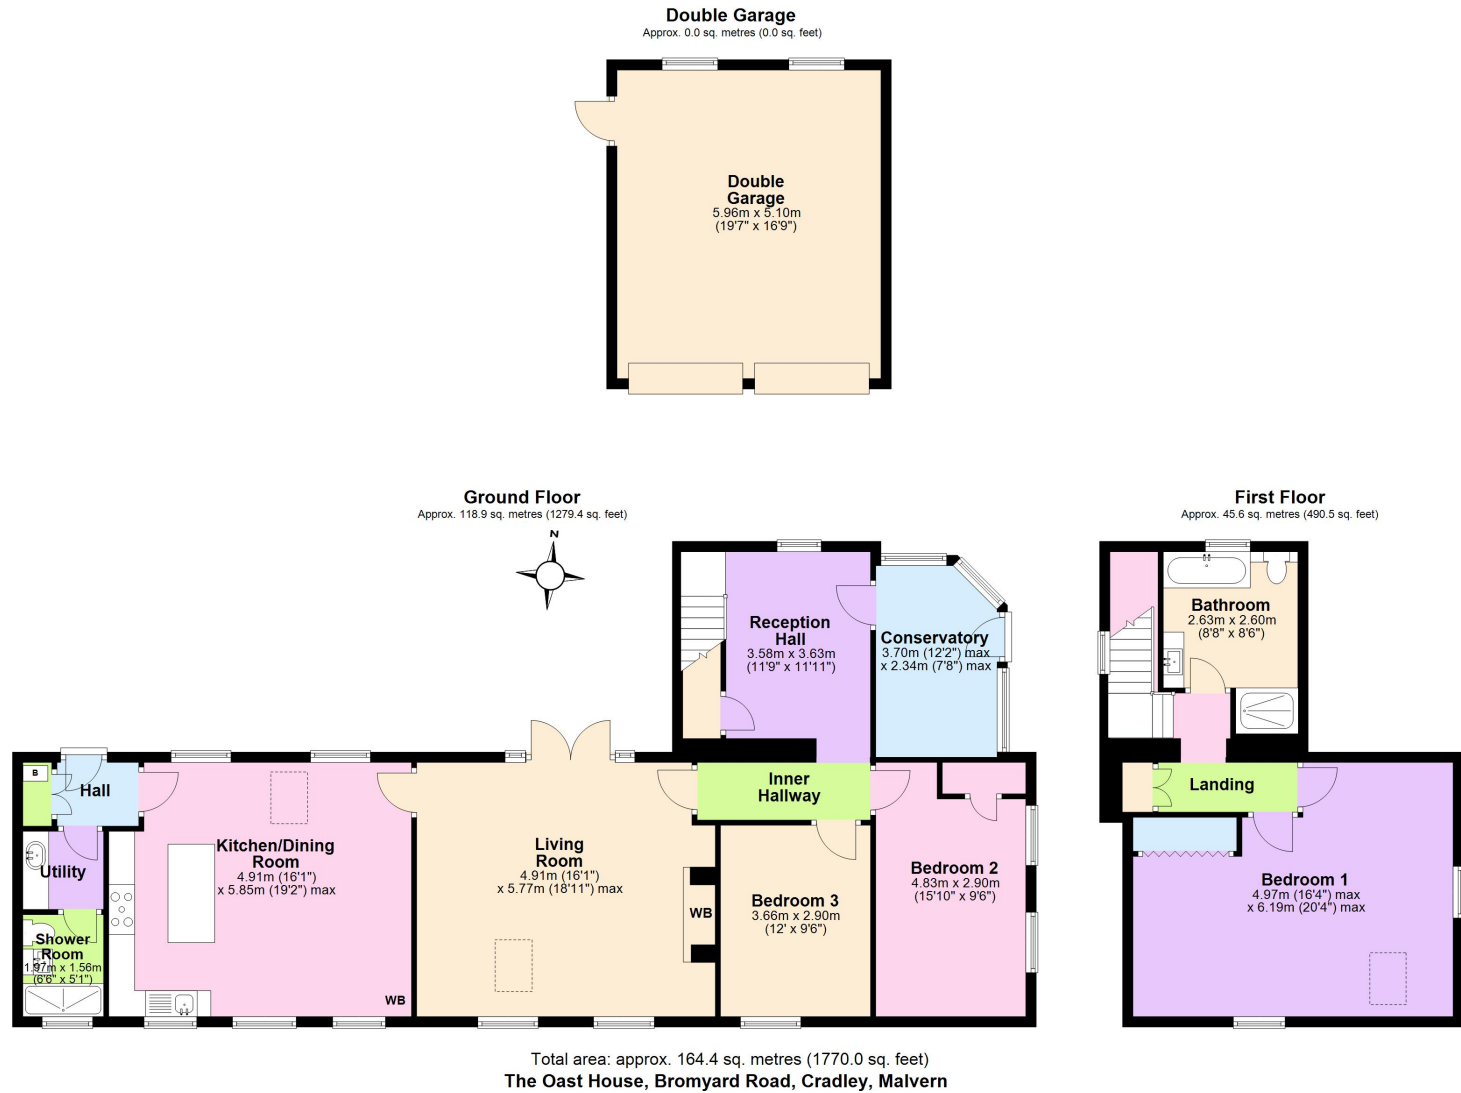 Double Garage
Approx. 0.0 sq. metres (0.0 sq. feet)
Double
Garage
5.96m x 5.10m
(19'7" x 16'9")
Ground Floor
Approx. 118.9 sq. metres (1279.4 sq. feet)
N
First Floor
Approx. 45.6 sq. metres (490.5 sq. feet)
Reception
Hall
3.58m x 3.63m
(11'9" x 11'11")
Conservatory
3.70m (12'2") max
x 2.34m (7'8") max
Bathroom
2.63m x 2.60m
(8'8" x 8'6")
B
Hall
Inner
Hallway
Landing
Kitchen/Dining
Room
4.91m (16'1")
x 5.85m (19'2") max
Living
Room
4.91m (16'1")
x 5.77m (18'11") max
Utility
Bedroom 2
4.83m x 2.90m
(15'10" x 9'6")
Bedroom 1
4.97m (16'4") max
x 6.19m (20'4") max
Bedroom 3
3.66m x 2.90m
(12' x 9'6")
WB
Shower
Room
1.97m x 1.56m
(6'6" x 5'1")
WB
Total area: approx. 164.4 sq. metres (1770.0 sq. feet)
The Oast House, Bromyard Road, Cradley, Malvern